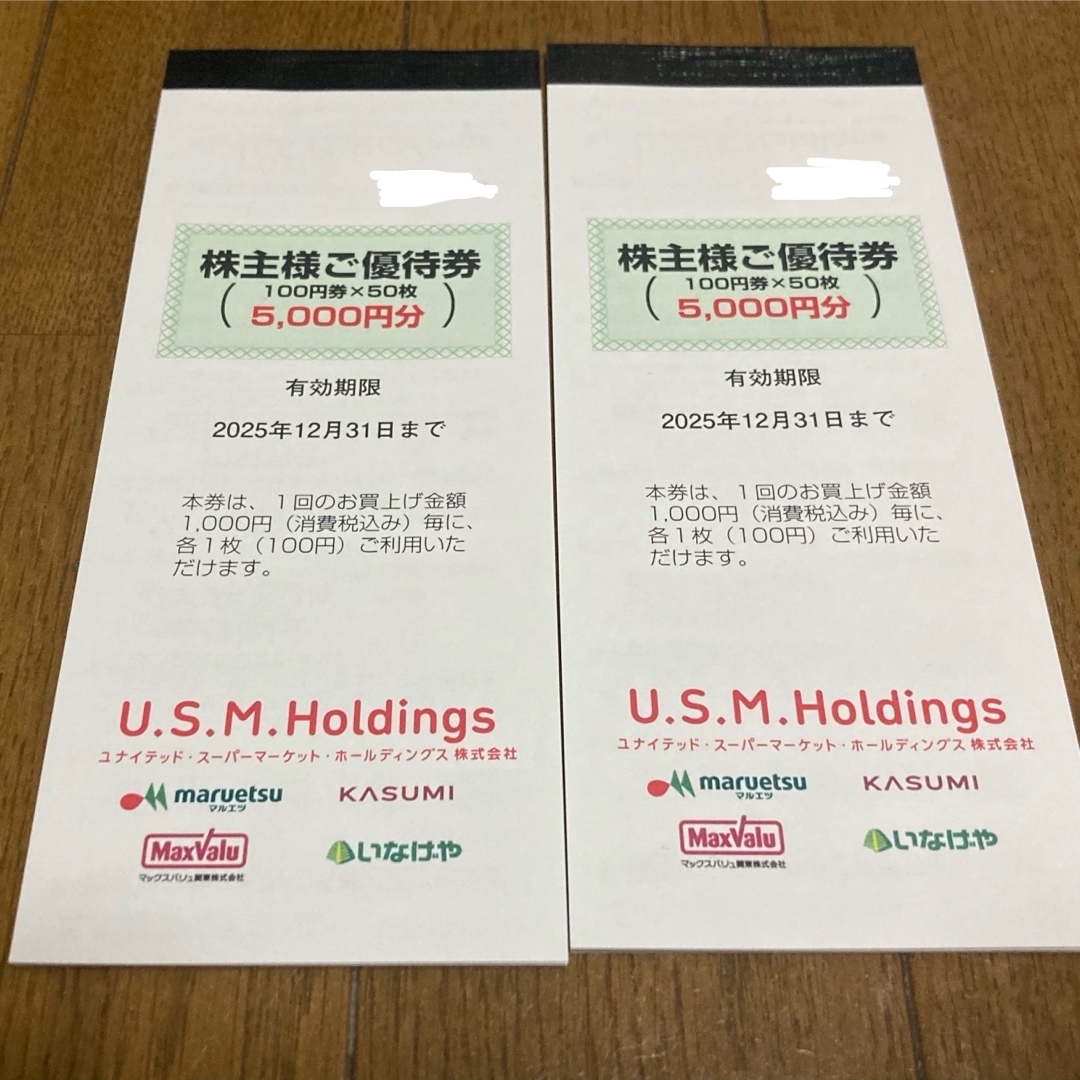 株主様ご優待券
(100円券×50枚
5,000円分)
有効期限
2025年12月31日まで
本券は、1回のお買上げ金額
1,000円（消費税込み）毎に、
各1枚（100円）ご利用いた
だけます。
U.S.M.Holdings
ユナイテッド・スーパーマーケット・ホールディングス 株式会社
maruetsu
マルエツ
KASUMI
MaxValu
マックスバリュ関東株式会社
いなげや
株主様ご優待券
(100円券×50枚
5,000円分)
有効期限
2025年12月31日まで
本券は、1回のお買上げ金額
1,000円（消費税込み）毎に、
各1枚（100円）ご利用いた
だけます。
U.S.M.Holdings
ユナイテッド・スーパーマーケット・ホールディングス 株式会社
maruetsu
マルエツ
KASUMI
MaxValu
マックスバリュ関東株式会社
いなげや